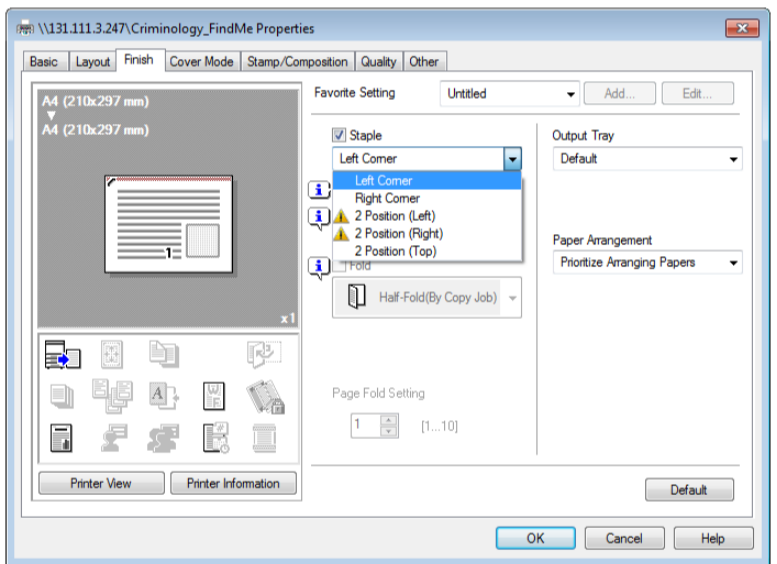 \\131.111.3.247\Criminology_FindMe Properties
Basic Layout Finish Cover Mode Stamp/Composition Quality Other
A4 (210x297 mm)
A4 (210x297 mm)
1
x1
Favorite Setting Untitled Add... Edit...
Staple
Left Corner
Left Corner
Right Corner
2 Position (Left)
2 Position (Right)
2 Position (Top)
Fold
Half-Fold(By Copy Job)
Page Fold Setting
1 [1...10]
Output Tray
Default
Paper Arrangement
Prioritize Arranging Papers
Printer View Printer Information
Default
OK Cancel Help